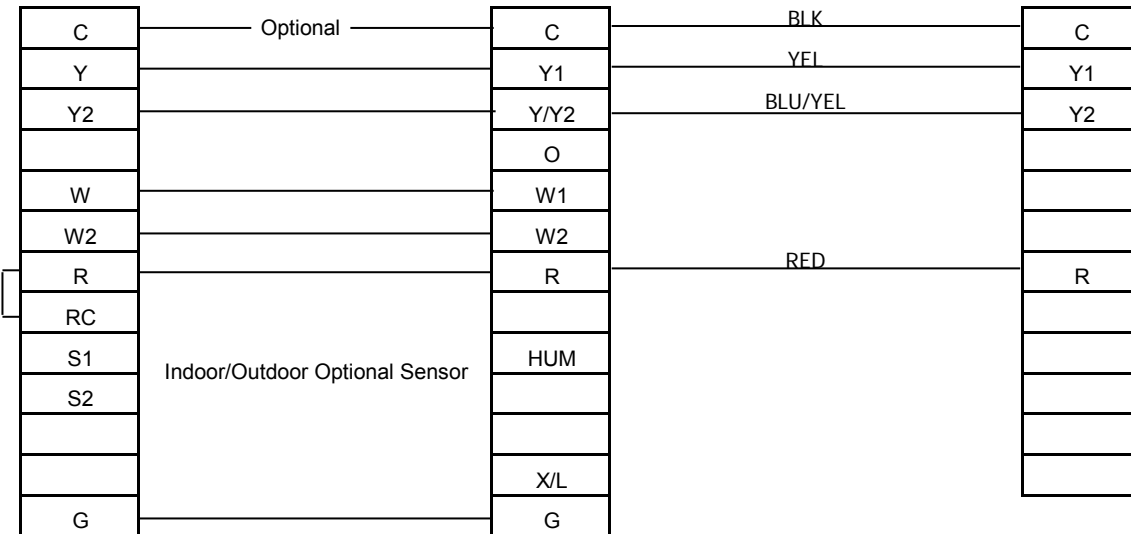 C Optional C BLK C
Y Y1 YEL Y1
Y2 Y/Y2 BLU/YEL Y2
O
W W1
W2 W2
R R RED R
RC
S1 Indoor/Outdoor Optional Sensor HUM
S2
X/L
G G